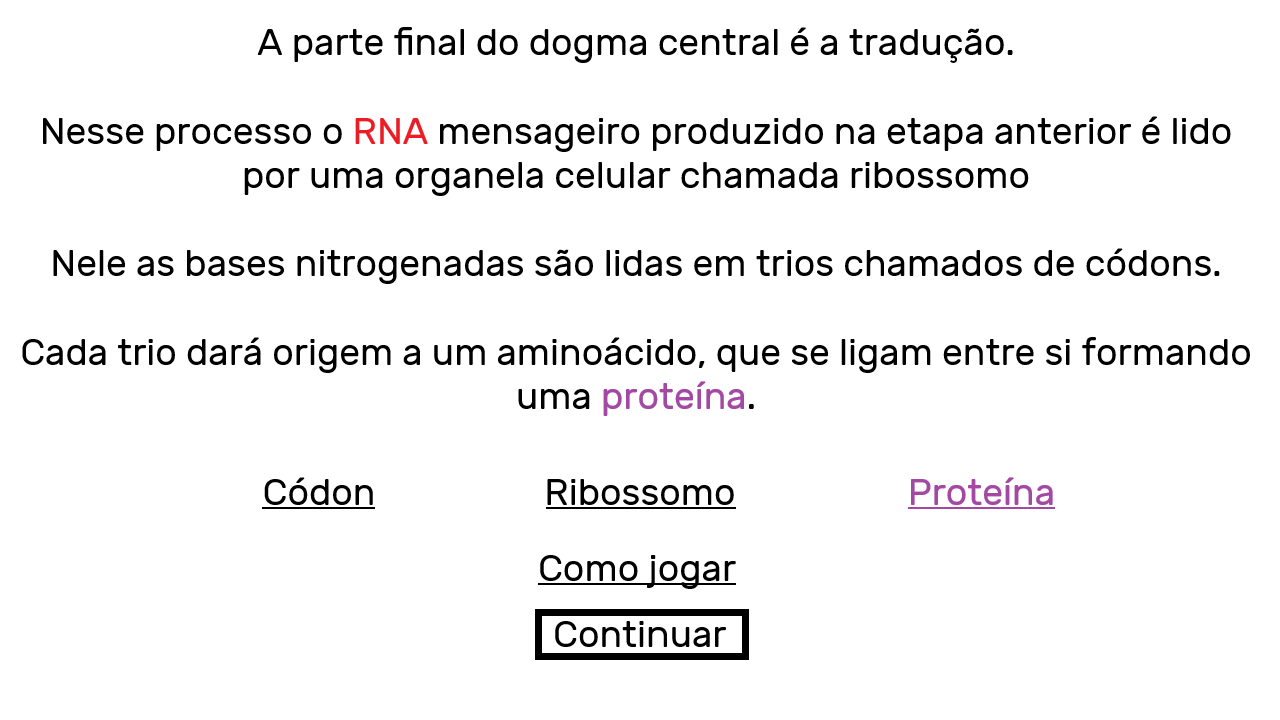 A parte final do dogma central é a tradução.
Nesse processo o RNA mensageiro produzido na etapa anterior é lido
por uma organela celular chamada ribossomo
Nele as bases nitrogenadas são lidas em trios chamados de códons.
Cada trio dará origem a um aminoácido, que se ligam entre si formando
uma proteína.
Códon Ribossomo Proteína
Como jogar
Continuar